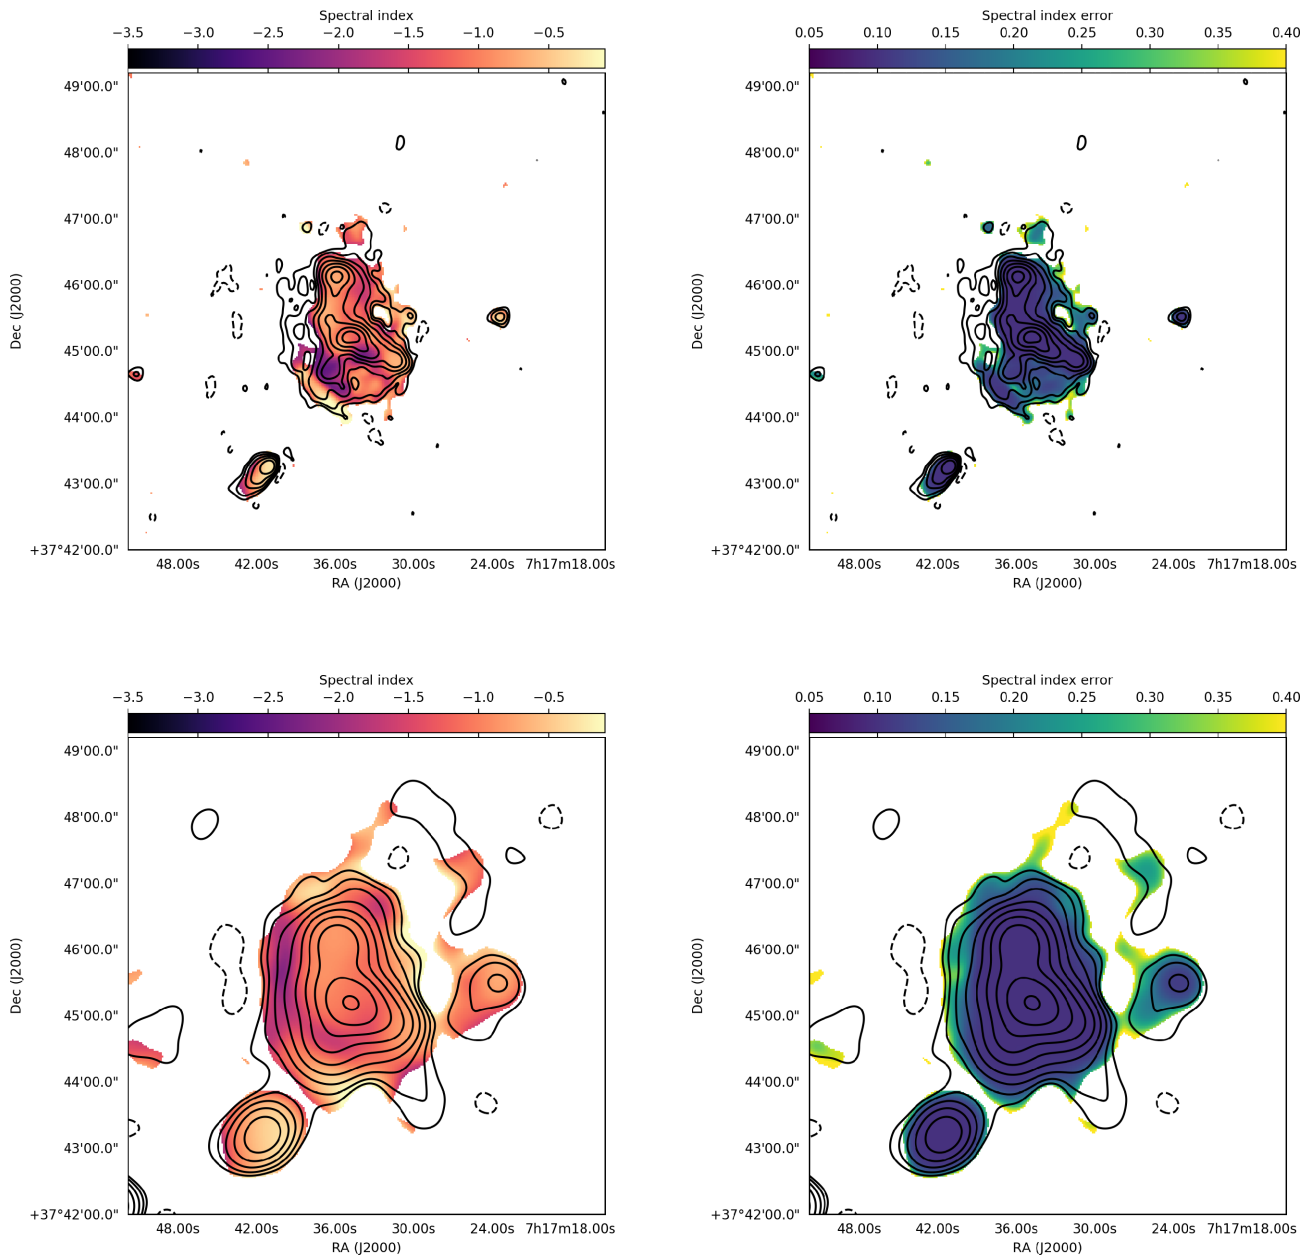 Spectral index
−3.5 −3.0 −2.5 −2.0 −1.5 −1.0 −0.5
49'00.0"
48'00.0"
47'00.0"
46'00.0"
45'00.0"
44'00.0"
43'00.0"
+37°42'00.0"
Dec (J2000)
48.00s 42.00s 36.00s 30.00s 24.00s 7h17m18.00s
RA (J2000)
Spectral index error
0.05 0.10 0.15 0.20 0.25 0.30 0.35 0.40
49'00.0"
48'00.0"
47'00.0"
46'00.0"
45'00.0"
44'00.0"
43'00.0"
+37°42'00.0"
Dec (J2000)
48.00s 42.00s 36.00s 30.00s 24.00s 7h17m18.00s
RA (J2000)
Spectral index
−3.5 −3.0 −2.5 −2.0 −1.5 −1.0 −0.5
49'00.0"
48'00.0"
47'00.0"
46'00.0"
45'00.0"
44'00.0"
43'00.0"
+37°42'00.0"
Dec (J2000)
48.00s 42.00s 36.00s 30.00s 24.00s 7h17m18.00s
RA (J2000)
Spectral index error
0.05 0.10 0.15 0.20 0.25 0.30 0.35 0.40
49'00.0"
48'00.0"
47'00.0"
46'00.0"
45'00.0"
44'00.0"
43'00.0"
+37°42'00.0"
Dec (J2000)
48.00s 42.00s 36.00s 30.00s 24.00s 7h17m18.00s
RA (J2000)